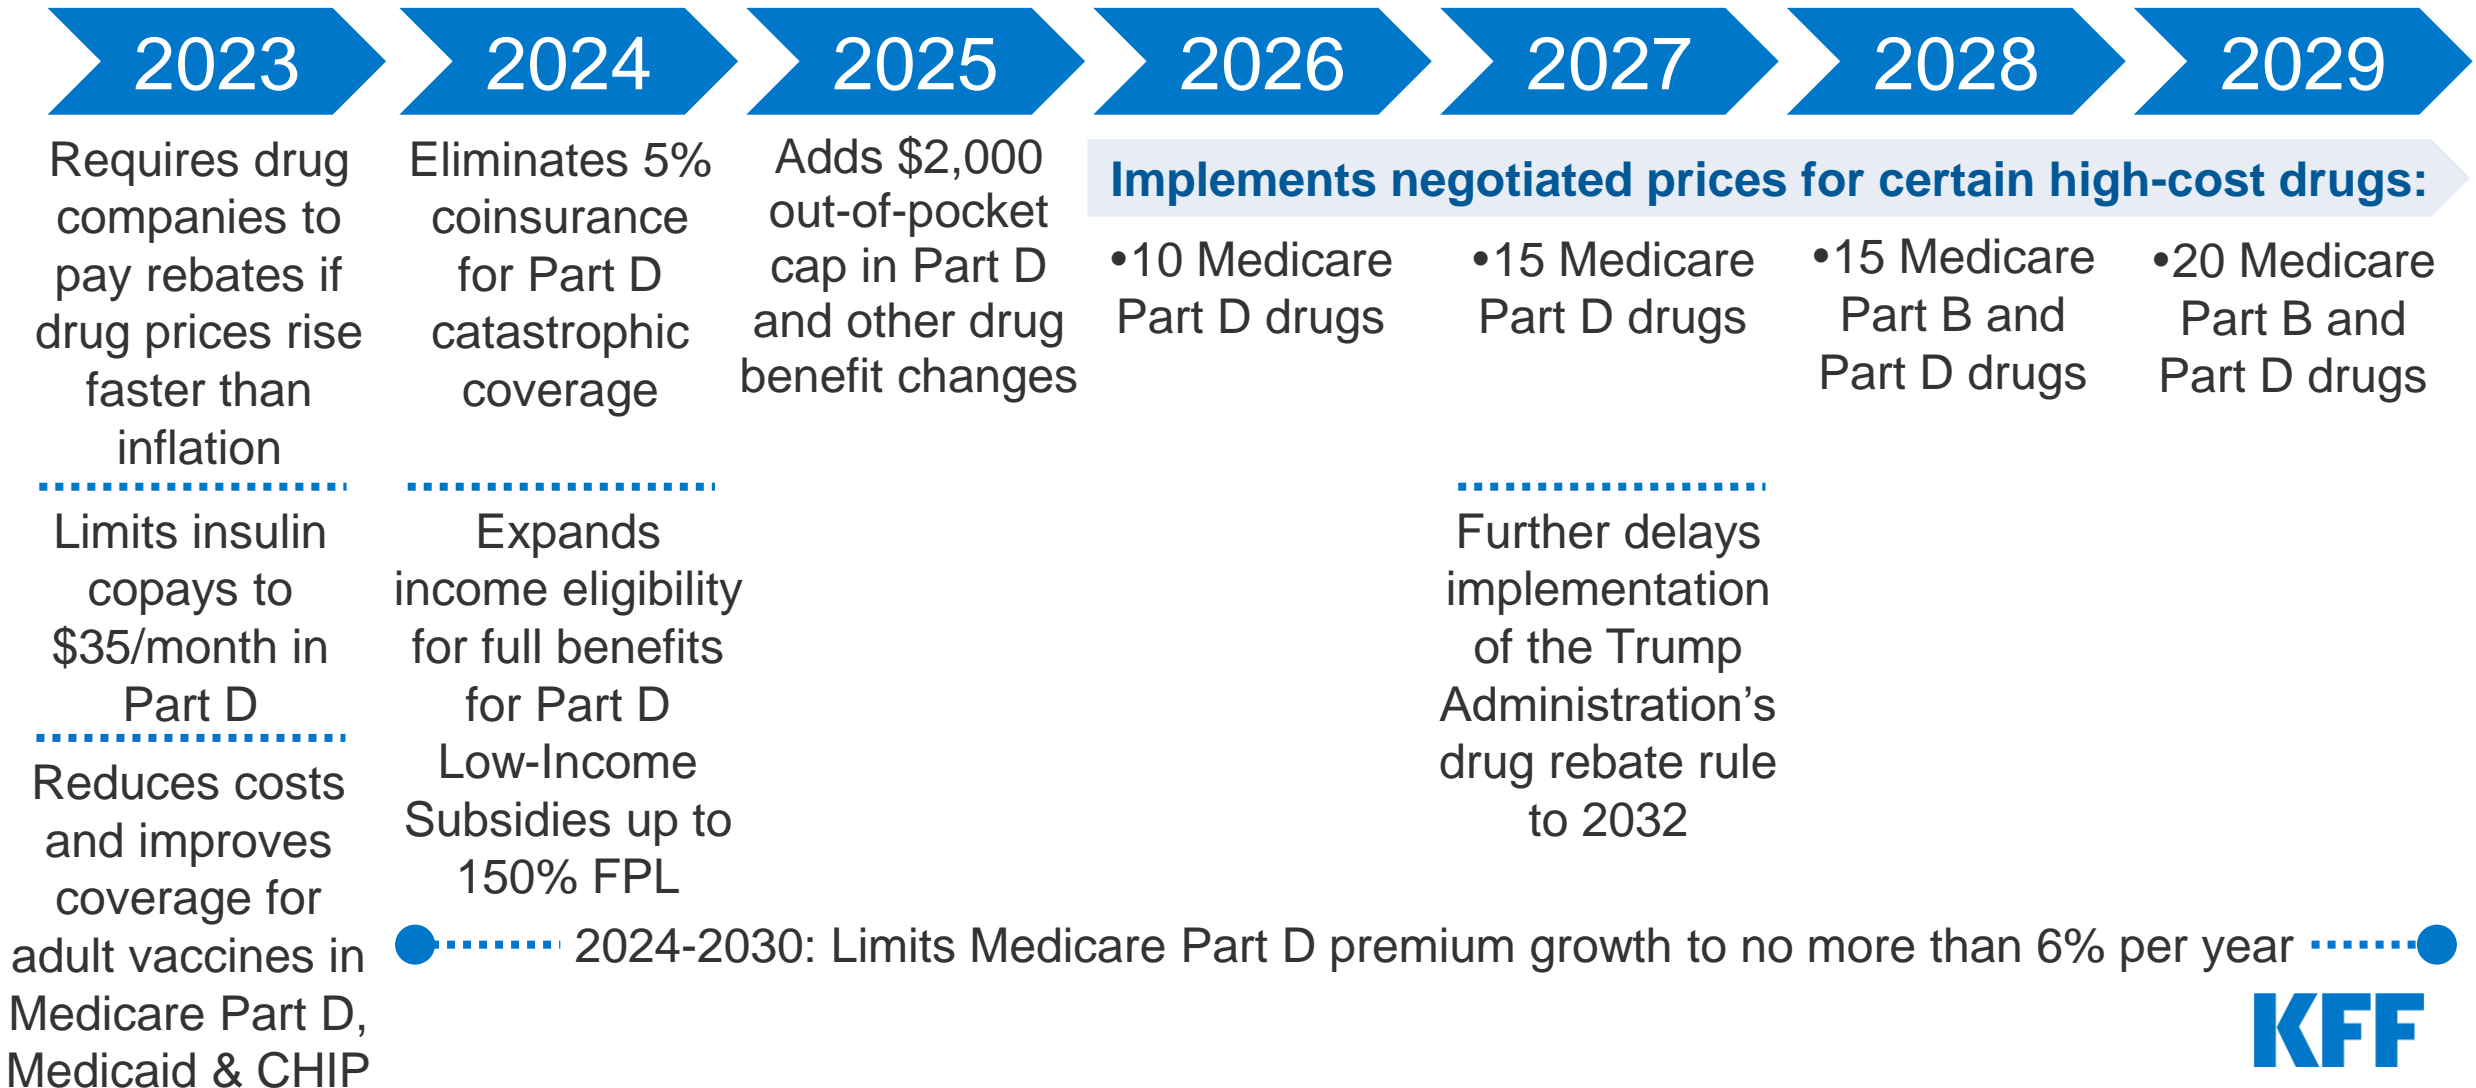 2023
Requires drug
companies to
pay rebates if
drug prices rise
faster than
inflation
Limits insulin
copays to
$35/month in
Part D
Reduces costs
and improves
coverage for
adult vaccines in
Medicare Part D,
Medicaid & CHIP
2024
Eliminates 5%
coinsurance
for Part D
catastrophic
coverage
Expands
income eligibility
for full benefits
for Part D
Low-Income
Subsidies up to
150% FPL
2025
Adds $2,000
out-of-pocket
cap in Part D
and other drug
benefit changes
2026
2027
2028
2029
Implements negotiated prices for certain high-cost drugs:
•10 Medicare
Part D drugs
•15 Medicare
Part D drugs
Further delays
implementation
of the Trump
Administration’s
drug rebate rule
to 2032
•15 Medicare
Part B and
Part D drugs
•20 Medicare
Part B and
Part D drugs
2024-2030: Limits Medicare Part D premium growth to no more than 6% per year
KFF